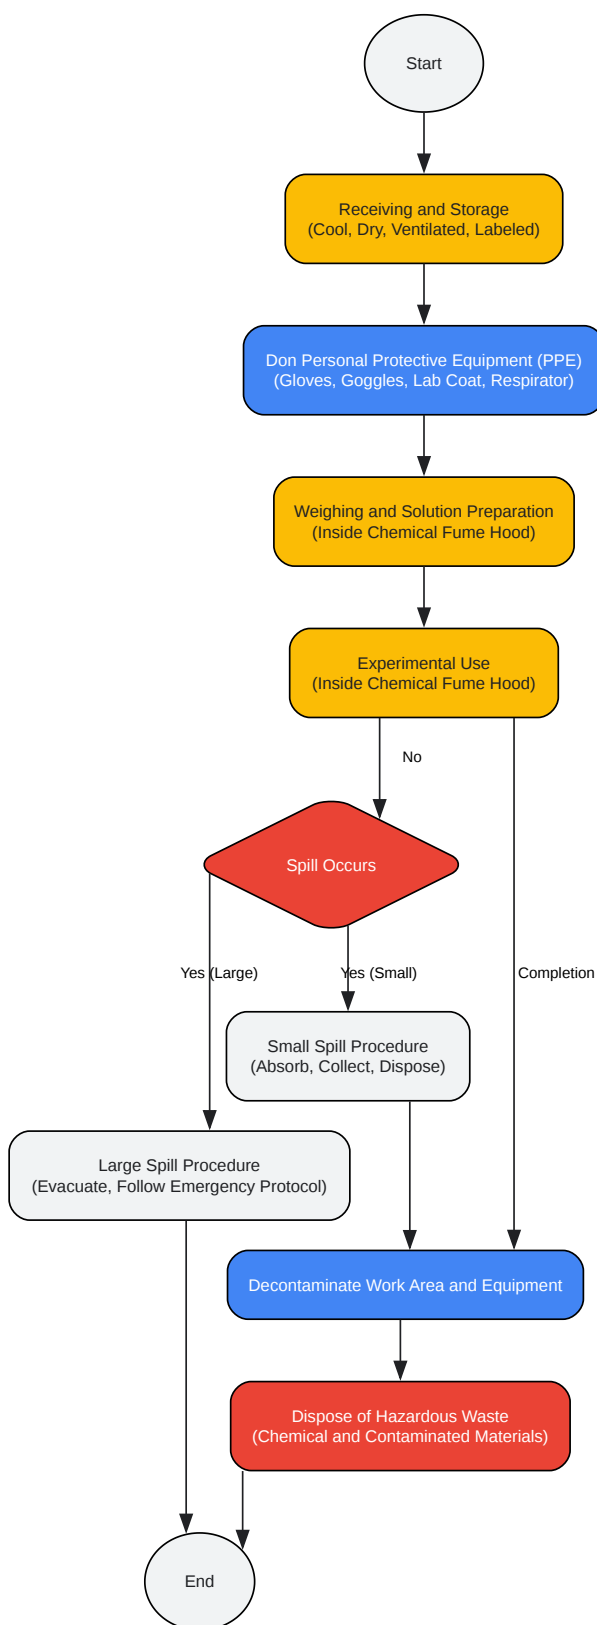 Start
Receiving and Storage
(Cool, Dry, Ventilated, Labeled)
Don Personal Protective Equipment (PPE)
(Gloves, Goggles, Lab Coat, Respirator)
Weighing and Solution Preparation
(Inside Chemical Fume Hood)
Experimental Use
(Inside Chemical Fume Hood)
No
Spill Occurs
Yes (Large)
Yes (Small)
Completion
Small Spill Procedure
(Absorb, Collect, Dispose)
Large Spill Procedure
(Evacuate, Follow Emergency Protocol)
Decontaminate Work Area and Equipment
Dispose of Hazardous Waste
(Chemical and Contaminated Materials)
End